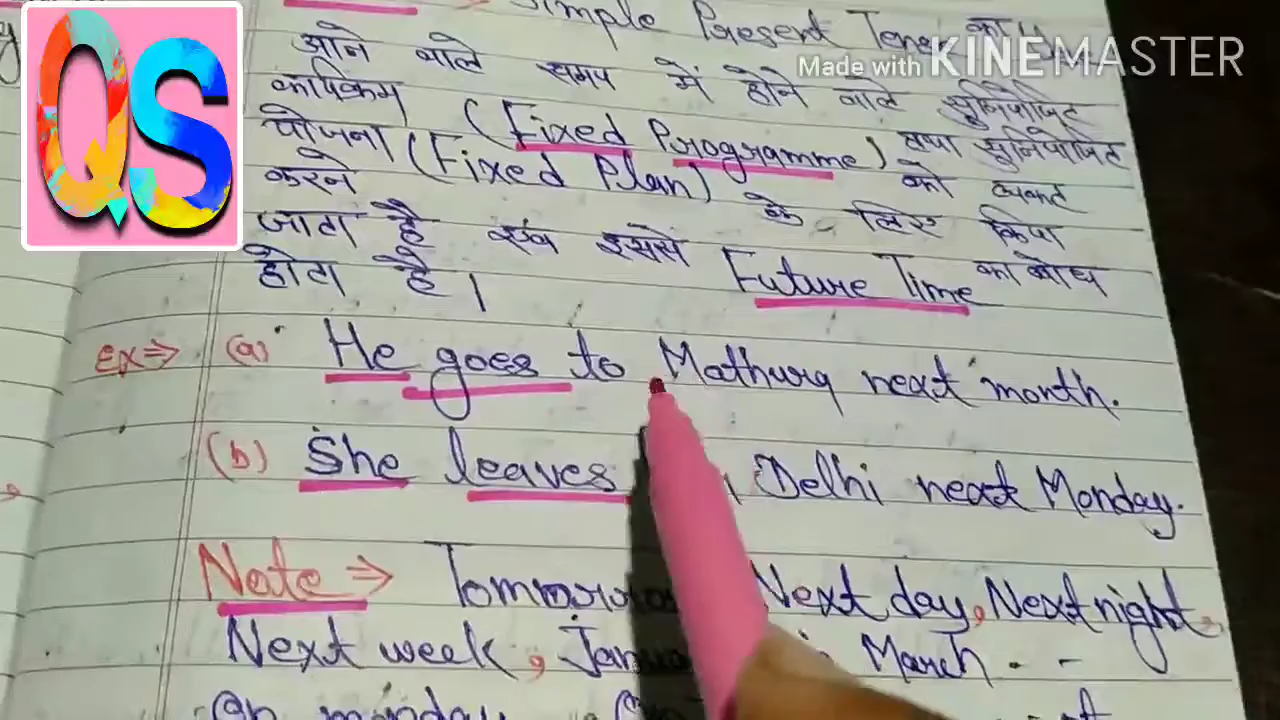 QS
Made with KINEMASTER
Simple Present Tense का
आने वाले समय में होने वाले सुनियोजित
कार्यक्रम (Fixed Programme) तथा सुनियोजित
योजना (Fixed Plan) को व्यक्त
करने के लिए किया
जाता है एवं इससे Future Time का बोध
होता है।
Ex⇒ (a) He goes to Mathura next month.
(b) She leaves Delhi next Monday.
Note ⇒ Next day, Next night,
Next week, March - -
on monday